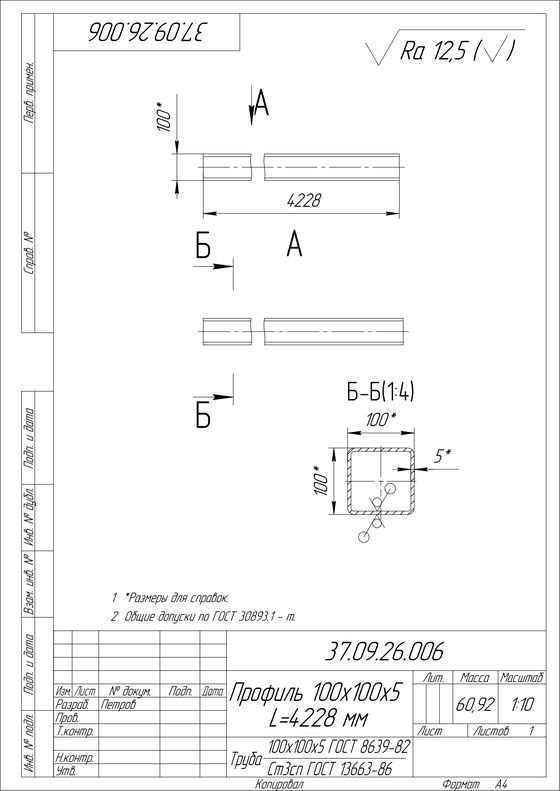 37.09.26.006
Ra 12,5 (√)
Перв. примен.
Справ. №
Подп. и дата
Инв. № дубл.
Взам. инв. №
Подп. и дата
Инв. № подл.
А
100*
4228
А
Б
Б
Б-Б(1:4)
100*
100*
5*
1 *Размеры для справок.
2 Общие допуски по ГОСТ 30893.1 - т.
37.09.26.006
Изм. Лист № докум. Подп. Дата
Разраб. Петров
Пров.
Т.контр.
Н.контр.
Утв.
Профиль 100х100х5
L=4228 мм
Лит. Масса Масштаб
60,92 1:10
Лист Листов 1
Труба 100х100х5 ГОСТ 8639-82
Ст3сп ГОСТ 13663-86
Копировал Формат А4